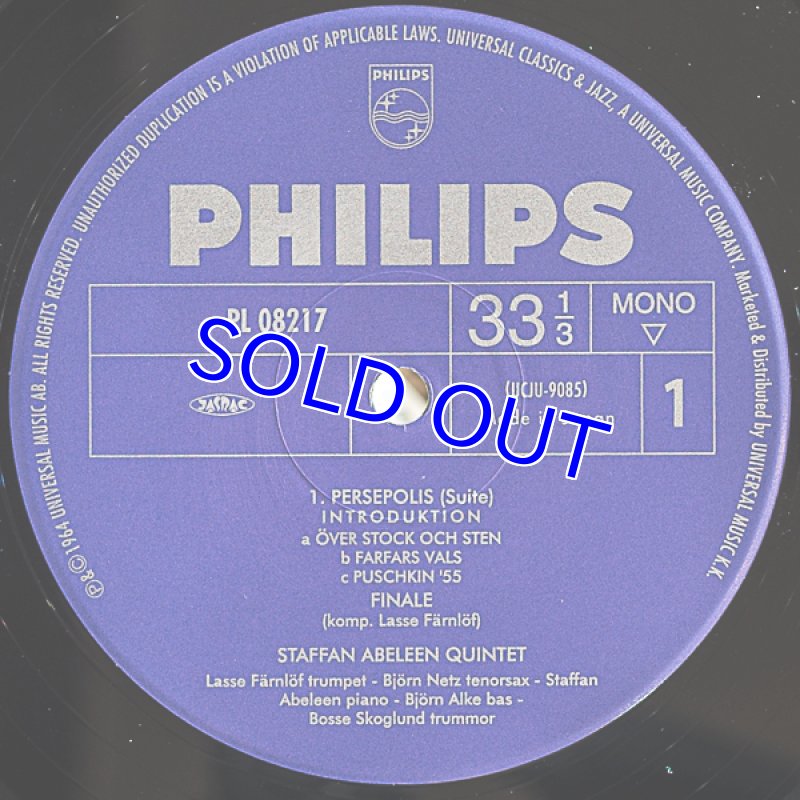 ℗&©1964 UNIVERSAL MUSIC AB. ALL RIGHTS RESERVED. UNAUTHORIZED DUPLICATION IS A VIOLATION OF APPLICABLE LAWS. UNIVERSAL CLASSICS & JAZZ, A UNIVERSAL MUSIC COMPANY. Marketed & Distributed by UNIVERSAL MUSIC K.K.
PHILIPS
PHILIPS
PL 08217
33 1/3
MONO
SOLD OUT
JASRAC
(UCJU-9085)
1
1. PERSEPOLIS (Suite)
INTRODUKTION
a ÖVER STOCK OCH STEN
b FARFARS VALS
c PUSCHKIN '55
FINALE
(komp. Lasse Färnlöf)
STAFFAN ABELEEN QUINTET
Lasse Färnlöf trumpet - Björn Netz tenorsax - Staffan
Abeleen piano - Björn Alke bas -
Bosse Skoglund trummor